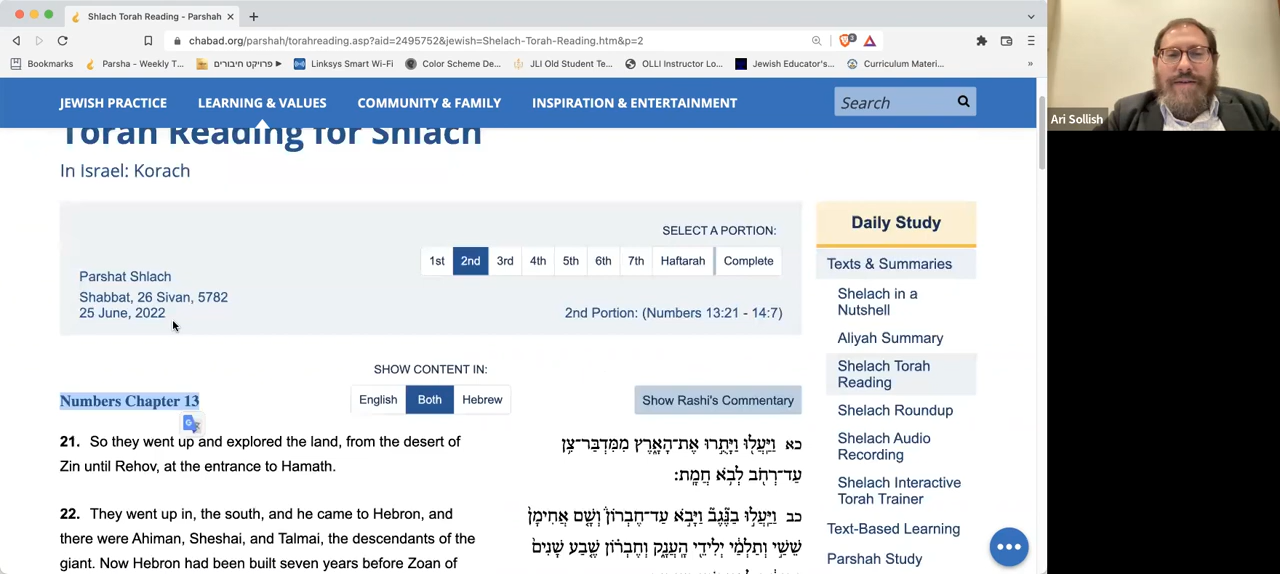 Shlach Torah Reading - Parshah
chabad.org/parshah/torahreading.asp?aid=2495752&jewish=Shelach-Torah-Reading.htm&p=2
Bookmarks
Parsha - Weekly T...
פרוייקט חיבורים
Linksys Smart Wi-Fi
Color Scheme De...
JLI Old Student Te...
OLLI Instructor Lo...
Jewish Educator's...
Curriculum Materi...
»
JEWISH PRACTICE
LEARNING & VALUES
COMMUNITY & FAMILY
INSPIRATION & ENTERTAINMENT
Search
Ari Sollish
Torah Reading for Shlach
In Israel: Korach
SELECT A PORTION:
1st 2nd 3rd 4th 5th 6th 7th Haftarah Complete
Parshat Shlach
Shabbat, 26 Sivan, 5782
25 June, 2022
2nd Portion: (Numbers 13:21 - 14:7)
SHOW CONTENT IN:
English Both Hebrew
Show Rashi's Commentary
Numbers Chapter 13
21. So they went up and explored the land, from the desert of
Zin until Rehov, at the entrance to Hamath.
כא וַיַּֽעֲל֖וּ וַיָּתֻ֣רוּ אֶת־הָאָ֑רֶץ מִמִּדְבַּר־צִ֥ן
עַד־רְחֹ֖ב לְבֹ֥א חֲמָֽת:
22. They went up in, the south, and he came to Hebron, and
there were Ahiman, Sheshai, and Talmai, the descendants of the
giant. Now Hebron had been built seven years before Zoan of
כב וַיַּֽעֲל֣וּ בַנֶּ֘גֶב֘ וַיָּבֹ֣א עַד־חֶבְרוֹן֒ וְשָׁ֤ם אֲחִימָן֙
שֵׁשַׁ֣י וְתַלְמַ֔י יְלִידֵ֖י הָֽעֲנָ֑ק וְחֶבְר֗וֹן שֶׁ֤בַע שָׁנִים֙
Daily Study
Texts & Summaries
Shelach in a
Nutshell
Aliyah Summary
Shelach Torah
Reading
Shelach Roundup
Shelach Audio
Recording
Shelach Interactive
Torah Trainer
Text-Based Learning
Parshah Study